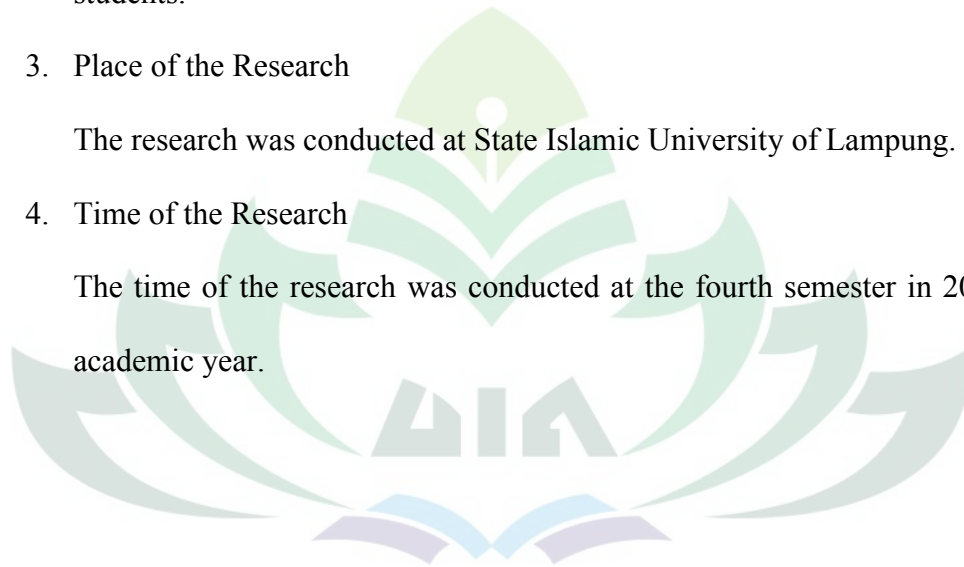 students.
3. Place of the Research
The research was conducted at State Islamic University of Lampung.
4. Time of the Research
The time of the research was conducted at the fourth semester in
academic year.
UIN